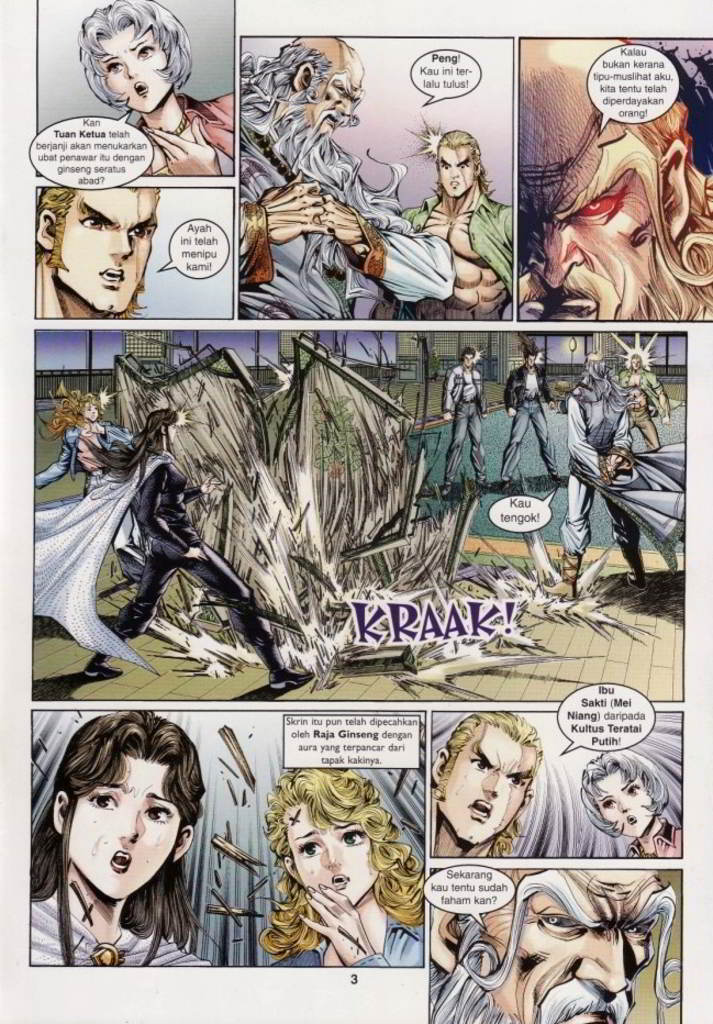 Kan
Tuan Ketua telah
berjanji akan menukarkan
ubat penawar itu dengan
ginseng seratus
abad?
Ayah
ini telah
menipu
kami!
Peng!
Kau ini ter-
lalu tulus!
Kalau
bukan kerana
tipu-muslihat aku,
kita tentu telah
diperdayakan
orang!
Kau
tengok!
KRAAK!
Skrin itu pun telah dipecahkan
oleh Raja Ginseng dengan
aura yang terpancar dari
tapak kakinya.
Ibu
Sakti (Mei
Niang) daripada
Kultus Teratai
Putih!
Sekarang
kau tentu sudah
faham kan?
3